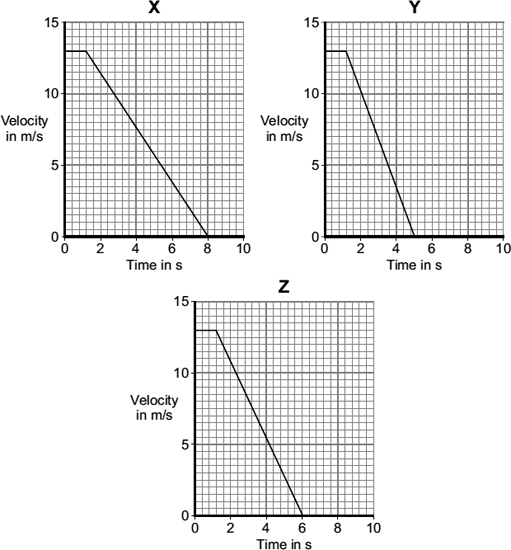 X
15
10
5
0
Velocity
in m/s
0 2 4 6 8 10
Time in s
Y
15
10
5
0
Velocity
in m/s
0 2 4 6 8 10
Time in s
Z
15
10
5
0
Velocity
in m/s
0 2 4 6 8 10
Time in s